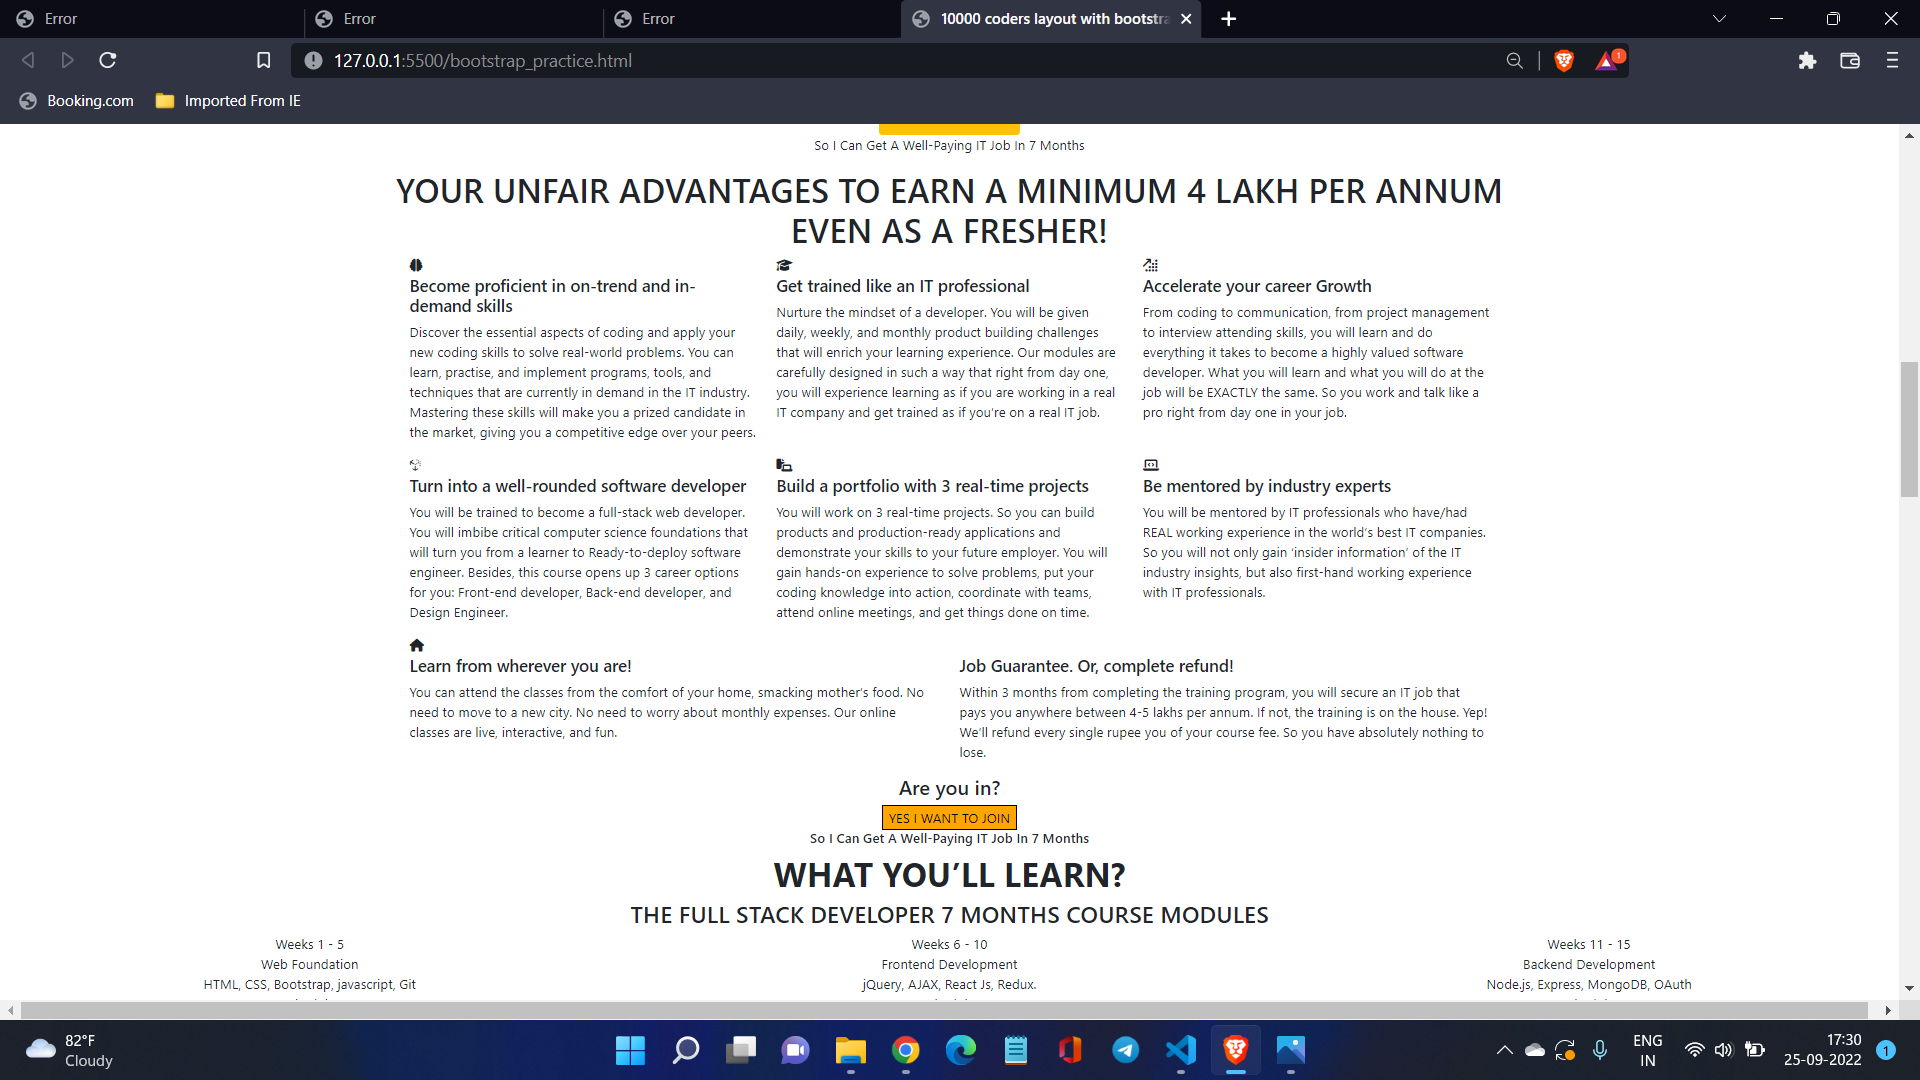 Error
Error
Error
10000 coders layout with bootstra
127.0.0.1:5500/bootstrap_practice.html
1
Booking.com
Imported From IE
So I Can Get A Well-Paying IT Job In 7 Months
YOUR UNFAIR ADVANTAGES TO EARN A MINIMUM 4 LAKH PER ANNUM
EVEN AS A FRESHER!
Become proficient in on-trend and in-
demand skills
Discover the essential aspects of coding and apply your
new coding skills to solve real-world problems. You can
learn, practise, and implement programs, tools, and
techniques that are currently in demand in the IT industry.
Mastering these skills will make you a prized candidate in
the market, giving you a competitive edge over your peers.
Get trained like an IT professional
Nurture the mindset of a developer. You will be given
daily, weekly, and monthly product building challenges
that will enrich your learning experience. Our modules are
carefully designed in such a way that right from day one,
you will experience learning as if you are working in a real
IT company and get trained as if you're on a real IT job.
Accelerate your career Growth
From coding to communication, from project management
to interview attending skills, you will learn and do
everything it takes to become a highly valued software
developer. What you will learn and what you will do at the
job will be EXACTLY the same. So you work and talk like a
pro right from day one in your job.
Turn into a well-rounded software developer
You will be trained to become a full-stack web developer.
You will imbibe critical computer science foundations that
will turn you from a learner to Ready-to-deploy software
engineer. Besides, this course opens up 3 career options
for you: Front-end developer, Back-end developer, and
Design Engineer.
Build a portfolio with 3 real-time projects
You will work on 3 real-time projects. So you can build
products and production-ready applications and
demonstrate your skills to your future employer. You will
gain hands-on experience to solve problems, put your
coding knowledge into action, coordinate with teams,
attend online meetings, and get things done on time.
Be mentored by industry experts
You will be mentored by IT professionals who have/had
REAL working experience in the world's best IT companies.
So you will not only gain ‘insider information’ of the IT
industry insights, but also first-hand working experience
with IT professionals.
Learn from wherever you are!
You can attend the classes from the comfort of your home, smacking mother's food. No
need to move to a new city. No need to worry about monthly expenses. Our online
classes are live, interactive, and fun.
Job Guarantee. Or, complete refund!
Within 3 months from completing the training program, you will secure an IT job that
pays you anywhere between 4-5 lakhs per annum. If not, the training is on the house. Yep!
We'll refund every single rupee you of your course fee. So you have absolutely nothing to
lose.
Are you in?
YES I WANT TO JOIN
So I Can Get A Well-Paying IT Job In 7 Months
WHAT YOU’LL LEARN?
THE FULL STACK DEVELOPER 7 MONTHS COURSE MODULES
Weeks 1 - 5
Web Foundation
HTML, CSS, Bootstrap, javascript, Git
Weeks 6 - 10
Frontend Development
jQuery, AJAX, React Js, Redux.
Weeks 11 - 15
Backend Development
Node.js, Express, MongoDB, OAuth
82°F
Cloudy
ENG
IN
17:30
25-09-2022
1